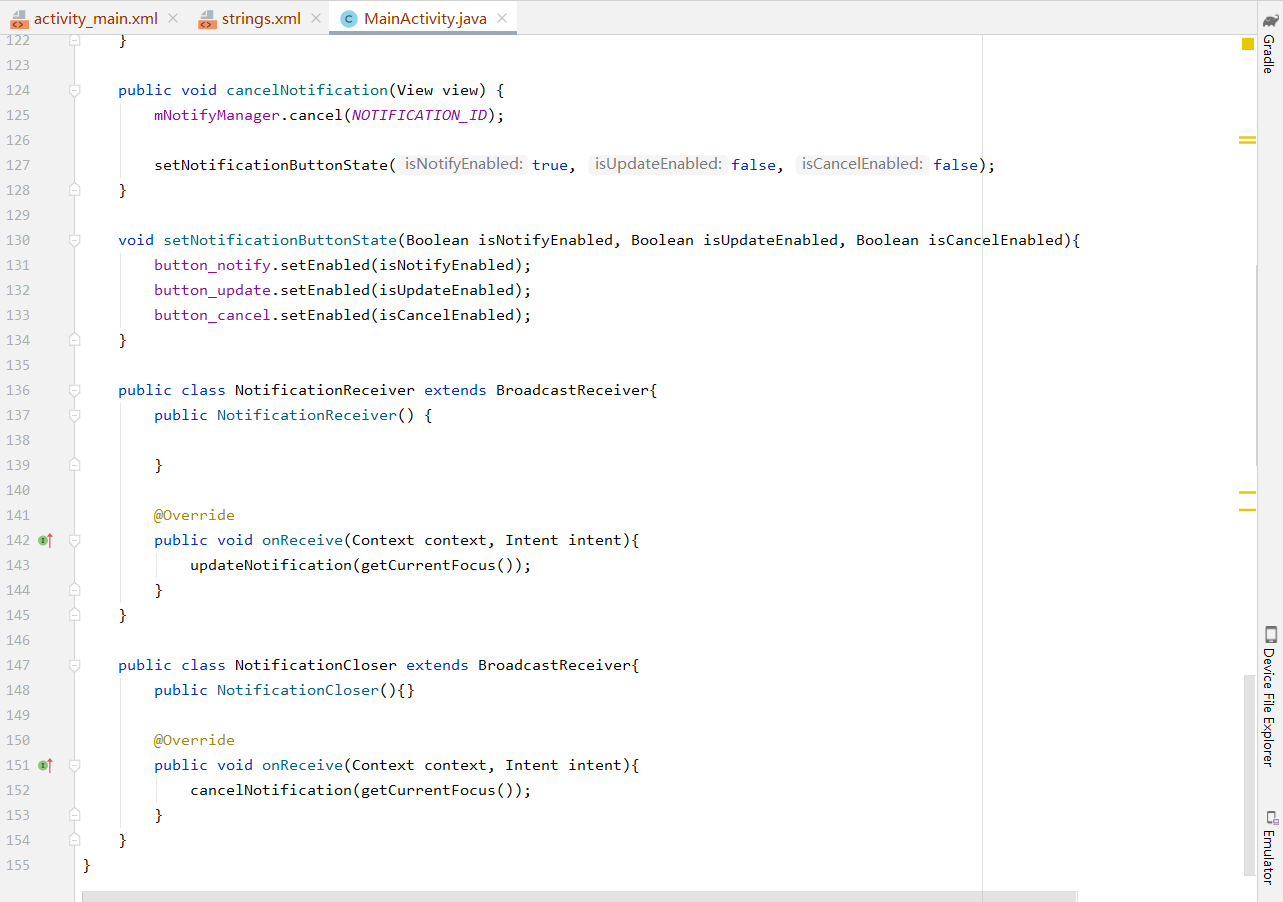 activity_main.xml strings.xml MainActivity.java
122 }
123
124 public void cancelNotification(View view) {
125 mNotifyManager.cancel(NOTIFICATION_ID);
126
127 setNotificationButtonState( isNotifyEnabled: true, isUpdateEnabled: false, isCancelEnabled: false);
128 }
129
130 void setNotificationButtonState(Boolean isNotifyEnabled, Boolean isUpdateEnabled, Boolean isCancelEnabled){
131 button_notify.setEnabled(isNotifyEnabled);
132 button_update.setEnabled(isUpdateEnabled);
133 button_cancel.setEnabled(isCancelEnabled);
134 }
135
136 public class NotificationReceiver extends BroadcastReceiver{
137 public NotificationReceiver() {
138
139 }
140
141 @Override
142 public void onReceive(Context context, Intent intent){
143 updateNotification(getCurrentFocus());
144 }
145 }
146
147 public class NotificationCloser extends BroadcastReceiver{
148 public NotificationCloser(){}
149
150 @Override
151 public void onReceive(Context context, Intent intent){
152 cancelNotification(getCurrentFocus());
153 }
154 }
155 }
Gradle
Device File Explorer
Emulator